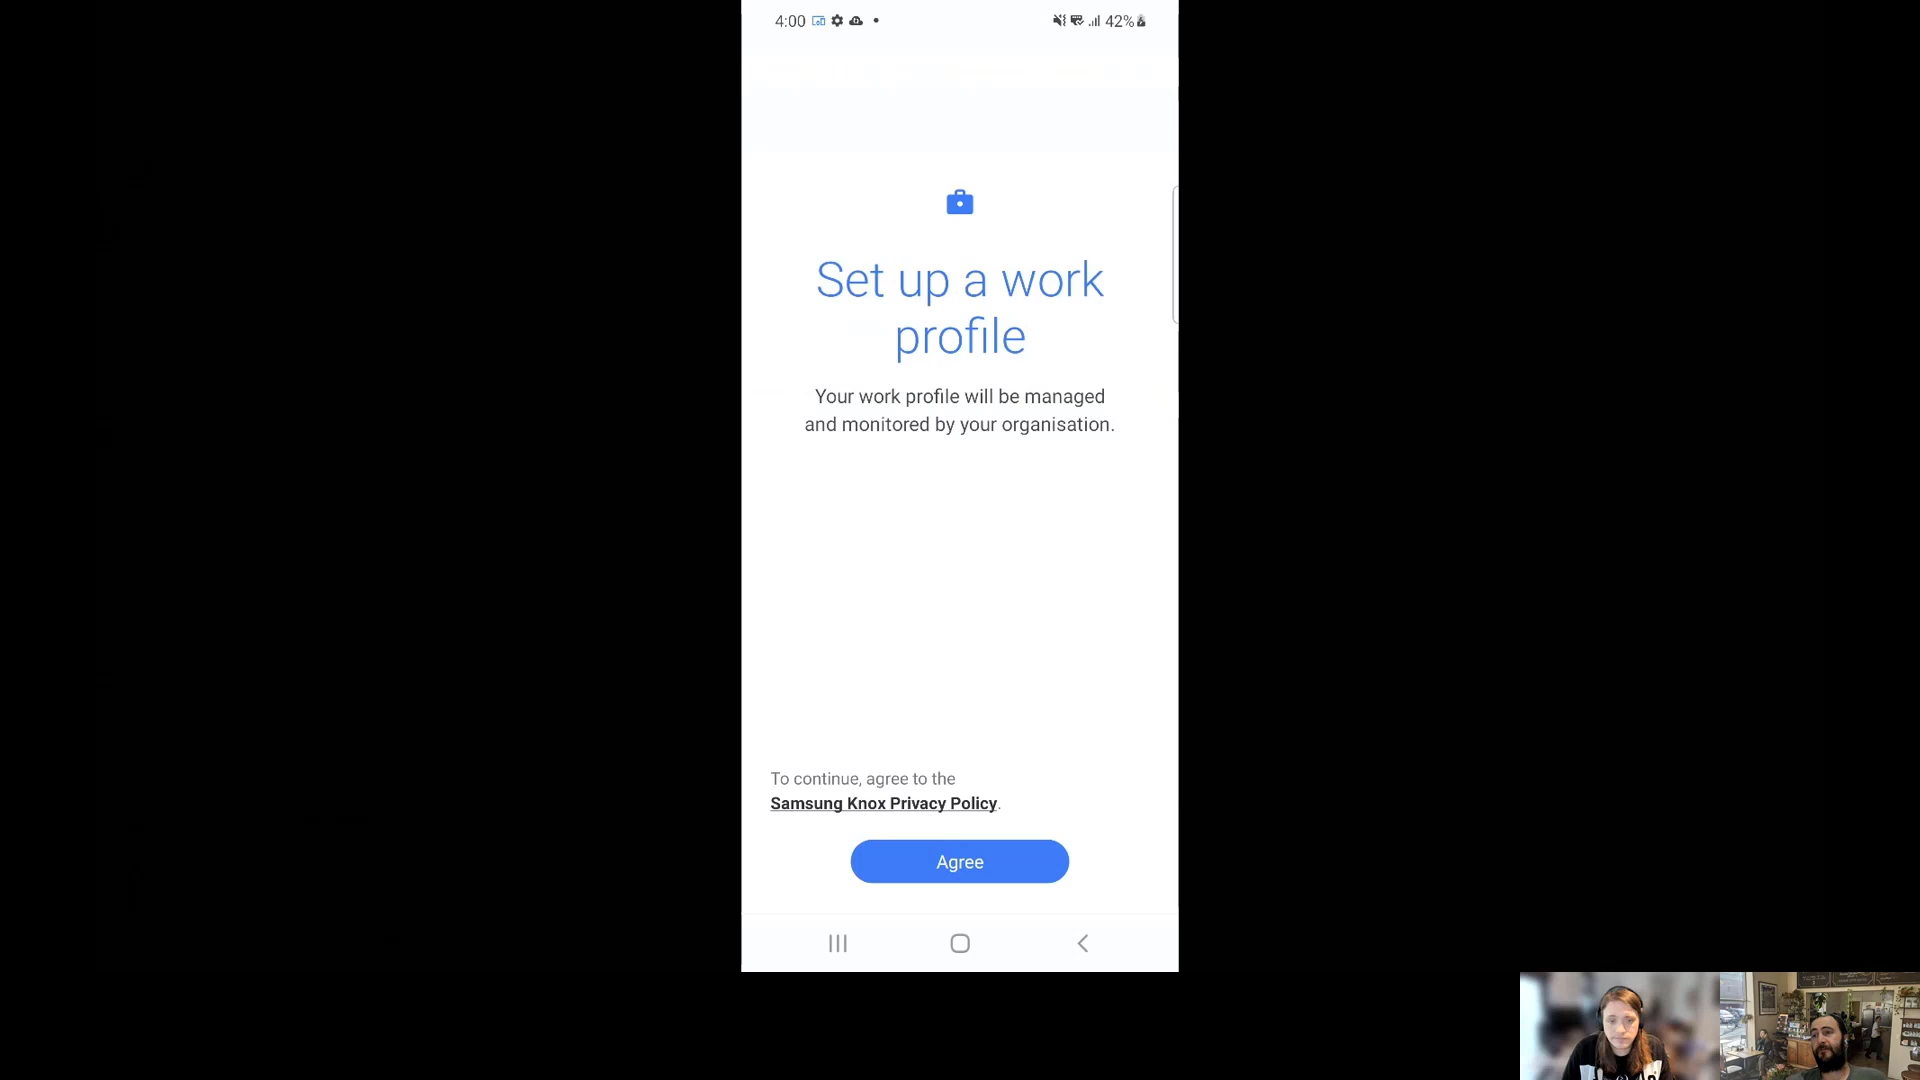 4:00
42%
Set up a work
profile
Your work profile will be managed
and monitored by your organisation.
To continue, agree to the
Samsung Knox Privacy Policy.
Agree